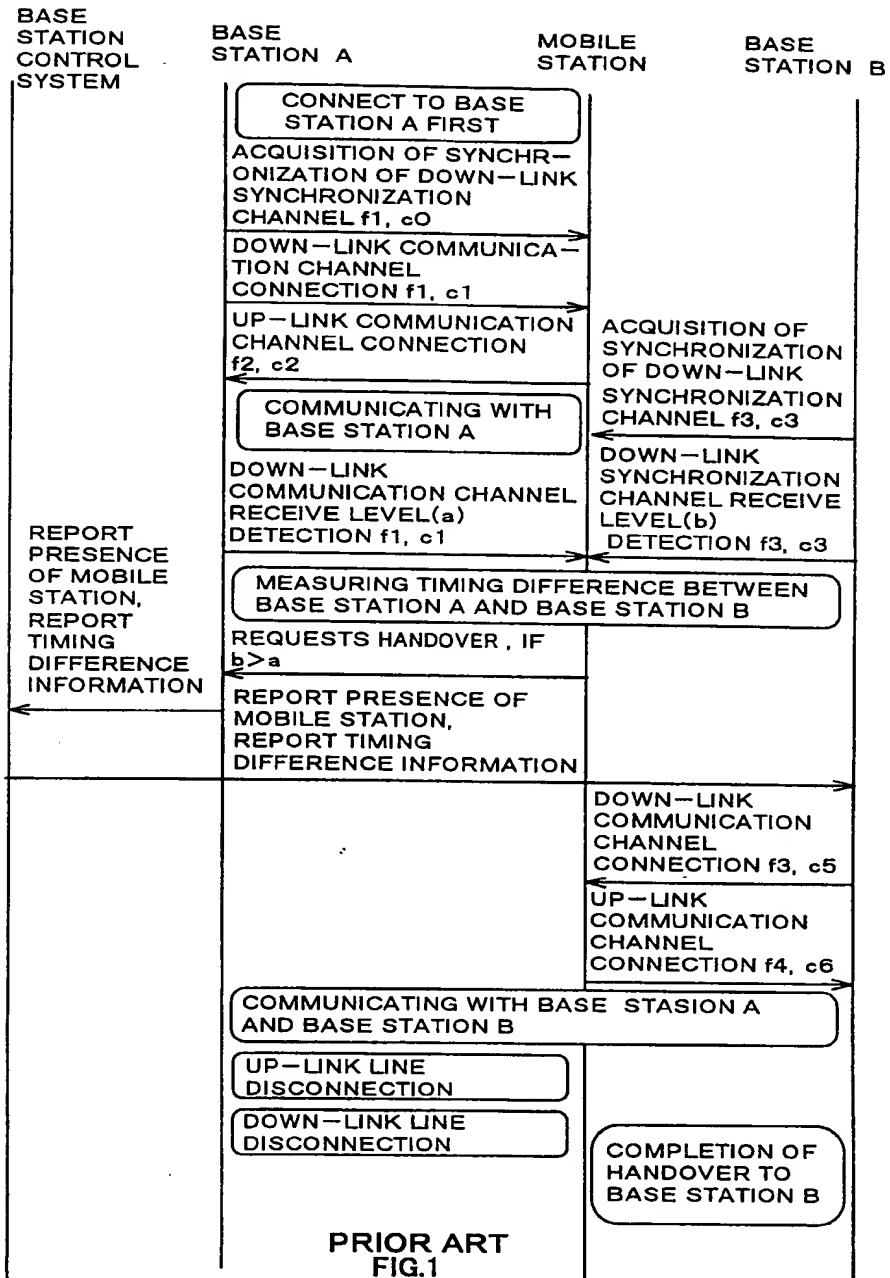 BASE
STATION
CONTROL
SYSTEM
BASE
STATION A
MOBILE
STATION
BASE
STATION B
CONNECT TO BASE
STATION A FIRST
ACQUISITION OF SYNCHR-
ONIZATION OF DOWN-LINK
SYNCHRONIZATION
CHANNEL f1, c0
DOWN-LINK COMMUNICA-
TION CHANNEL
CONNECTION f1, c1
UP-LINK COMMUNICATION
CHANNEL CONNECTION
f2, c2
ACQUISITION OF
SYNCHRONIZATION
OF DOWN-LINK
SYNCHRONIZATION
CHANNEL f3, c3
COMMUNICATING WITH
BASE STATION A
DOWN-LINK
COMMUNICATION CHANNEL
RECEIVE LEVEL(a)
DETECTION f1, c1
DOWN-LINK
SYNCHRONIZATION
CHANNEL RECEIVE
LEVEL(b)
DETECTION f3, c3
MEASURING TIMING DIFFERENCE BETWEEN
BASE STATION A AND BASE STATION B
REQUESTS HANDOVER, IF
b>a
REPORT
PRESENCE
OF MOBILE
STATION,
REPORT
TIMING
DIFFERENCE
INFORMATION
REPORT PRESENCE OF
MOBILE STATION,
REPORT TIMING
DIFFERENCE INFORMATION
DOWN-LINK
COMMUNICATION
CHANNEL
CONNECTION f3, c5
UP-LINK
COMMUNICATION
CHANNEL
CONNECTION f4, c6
COMMUNICATING WITH BASE STASION A
AND BASE STATION B
UP-LINK LINE
DISCONNECTION
DOWN-LINK LINE
DISCONNECTION
COMPLETION OF
HANDOVER TO
BASE STATION B
PRIOR ART
FIG.1